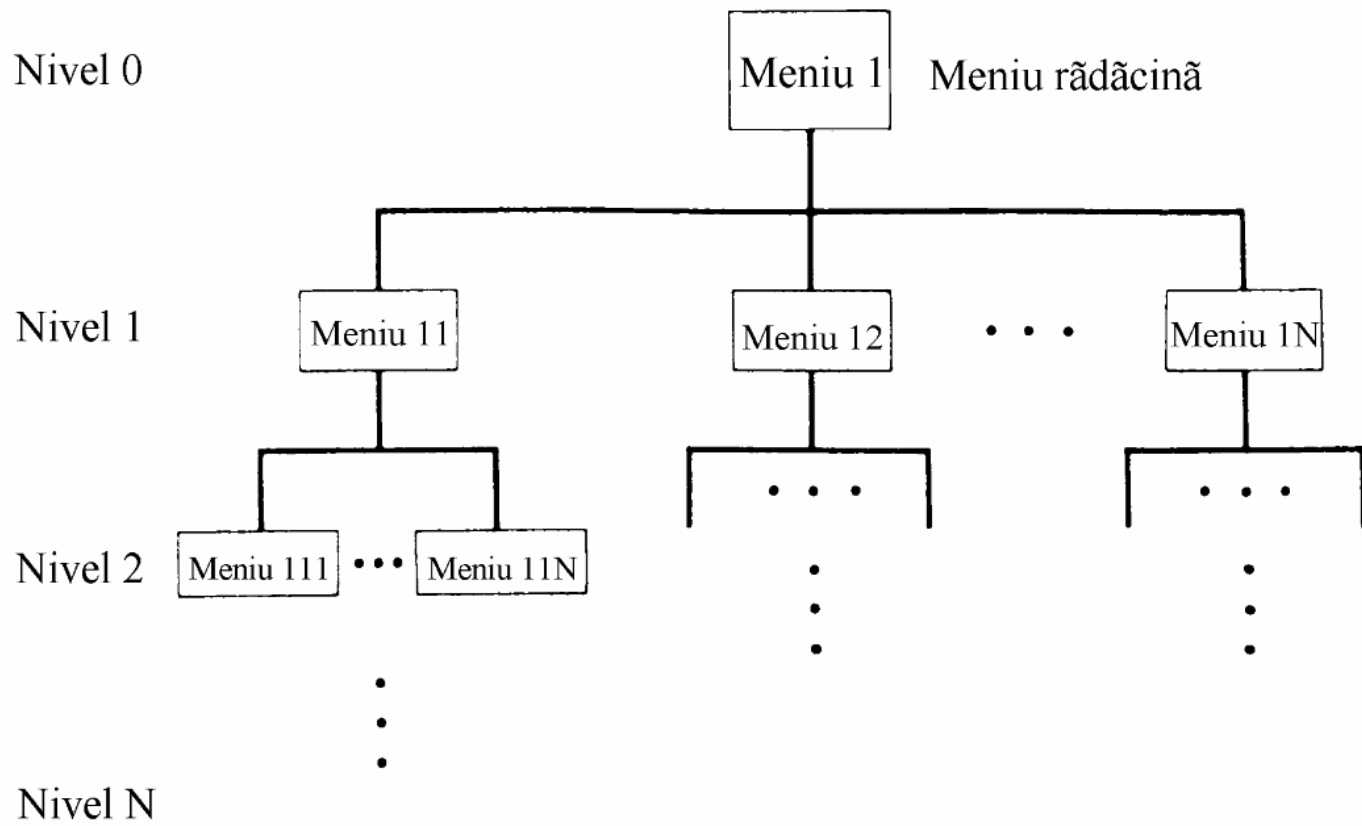 Nivel 0 Meniu 1 Meniu rãdãcinã
Nivel 1 Meniu 11 Meniu 12 • • • Meniu 1N
• • • • • •
Nivel 2 Meniu 111 ••• Meniu 11N
Nivel N